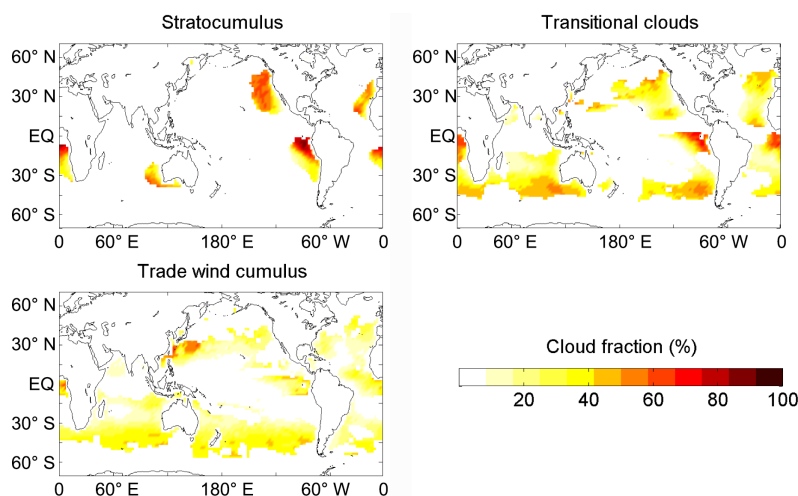 Stratocumulus
60° N
30° N
EQ
30° S
60° S
0 60° E 180° E 60° W 0
Transitional clouds
60° N
30° N
EQ
30° S
60° S
0 60° E 180° E 60° W 0
Trade wind cumulus
60° N
30° N
EQ
30° S
60° S
0 60° E 180° E 60° W 0
Cloud fraction (%)
20 40 60 80 100